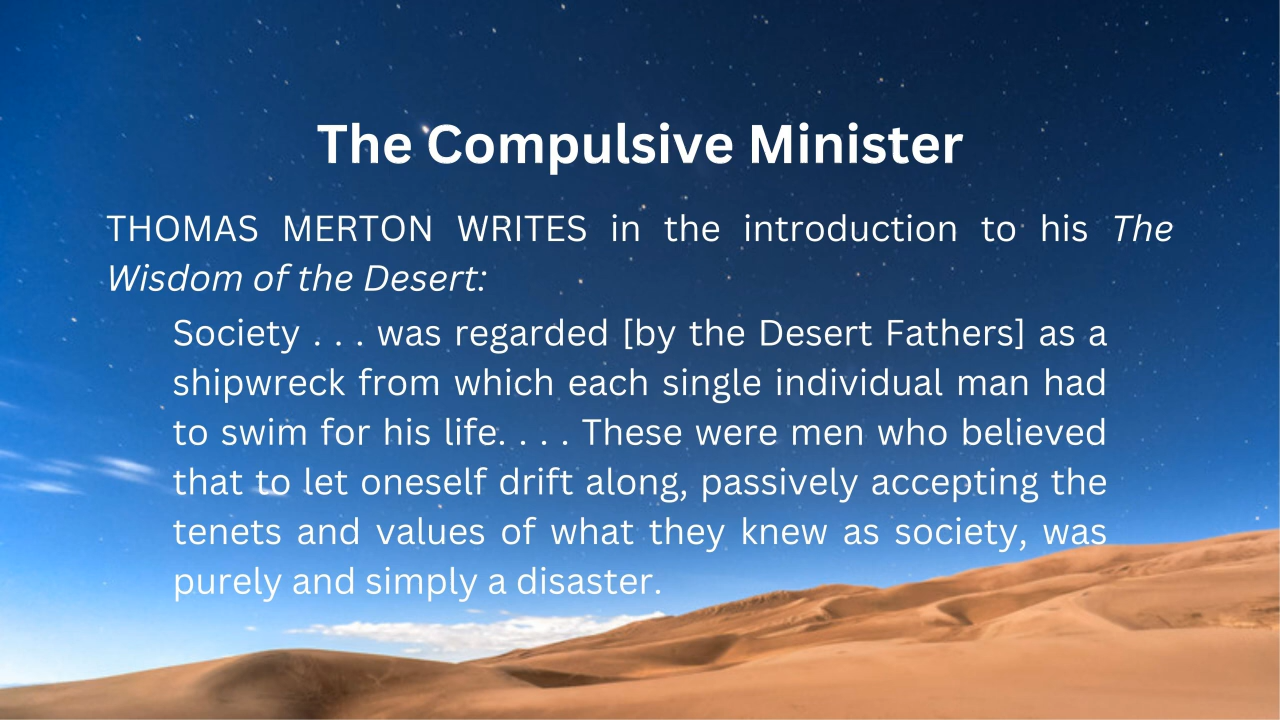 The Compulsive Minister
THOMAS MERTON WRITES in the introduction to his The
Wisdom of the Desert:
Society . . . was regarded [by the Desert Fathers] as a
shipwreck from which each single individual man had
to swim for his life. . . . These were men who believed
that to let oneself drift along, passively accepting the
tenets and values of what they knew as society, was
purely and simply a disaster.